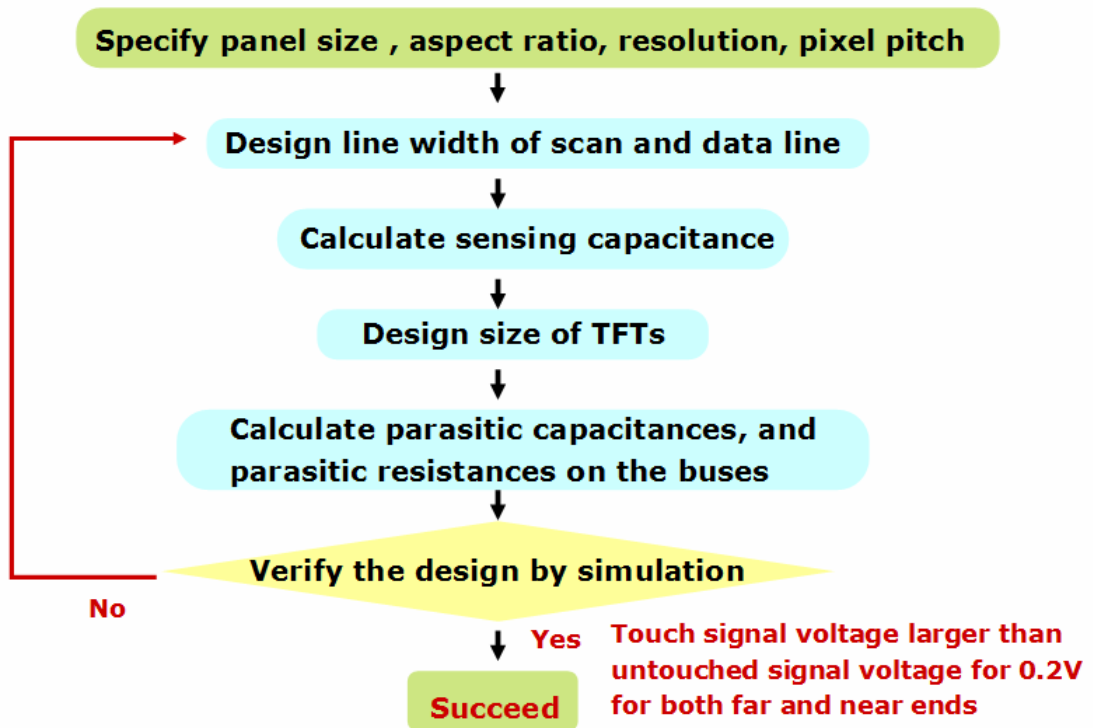 Specify panel size , aspect ratio, resolution, pixel pitch
Design line width of scan and data line
Calculate sensing capacitance
Design size of TFTs
Calculate parasitic capacitances, and
parasitic resistances on the buses
Verify the design by simulation
No
Yes
Touch signal voltage larger than
untouched signal voltage for 0.2V
for both far and near ends
Succeed